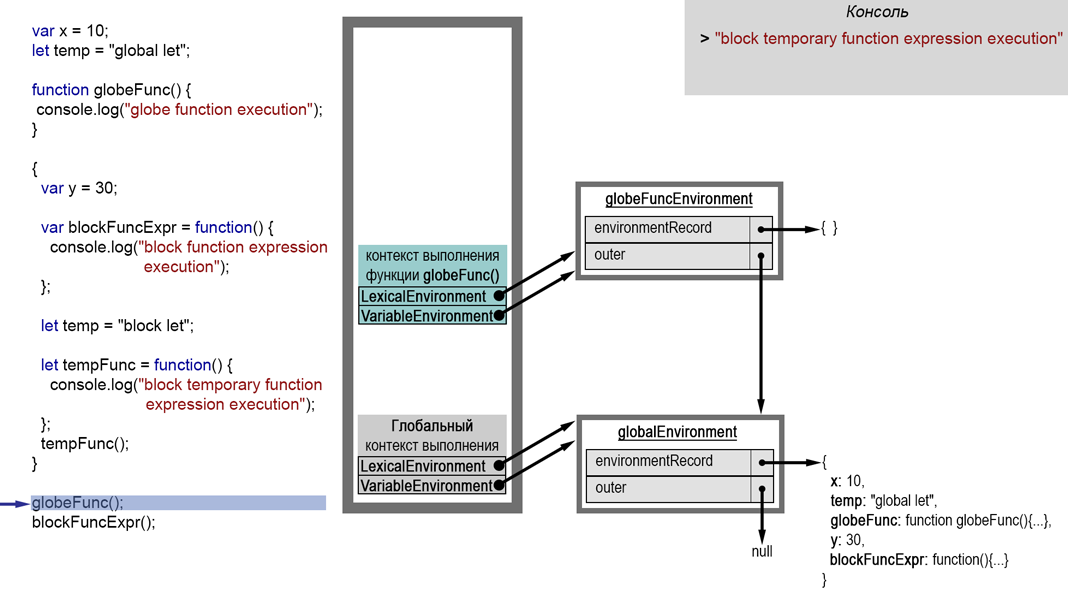 var x = 10;
let temp = "global let";
function globeFunc() {
console.log("globe function execution");
}
{
var y = 30;
var blockFuncExpr = function() {
console.log("block function expression
execution");
};
let temp = "block let";
let tempFunc = function() {
console.log("block temporary function
expression execution");
};
tempFunc();
}
globeFunc();
blockFuncExpr();
контекст выполнения
функции globeFunc()
LexicalEnvironment
VariableEnvironment
Глобальный
контекст выполнения
LexicalEnvironment
VariableEnvironment
Консоль
> "block temporary function expression execution"
globeFuncEnvironment
environmentRecord
{ }
outer
globalEnvironment
environmentRecord
outer
null
{
x: 10,
temp: "global let",
globeFunc: function globeFunc(){...},
y: 30,
blockFuncExpr: function(){...}
}